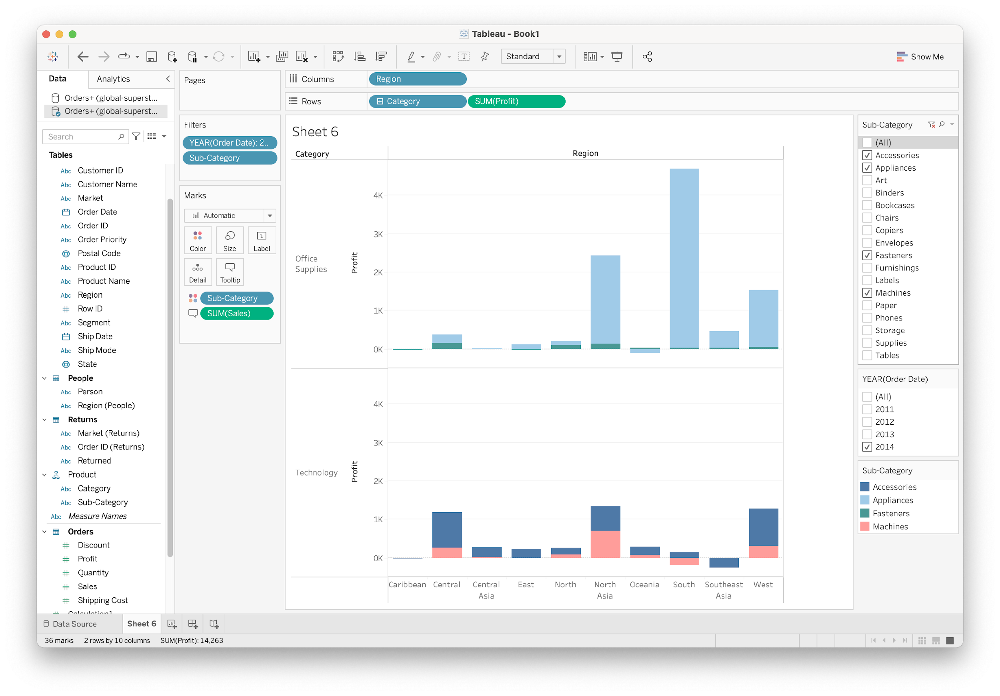 Tableau - Book1
Standard
Show Me
Data
Analytics
Orders+ (global-superst...
Orders+ (global-superst...
Search
Tables
Abc Customer ID
Abc Customer Name
Abc Market
Order Date
Abc Order ID
Abc Order Priority
Postal Code
Abc Product ID
Abc Product Name
Abc Region
Row ID
Abc Segment
Ship Date
Abc Ship Mode
State
People
Abc Person
Abc Region (People)
Returns
Abc Market (Returns)
Abc Order ID (Returns)
Abc Returned
Product
Abc Category
Abc Sub-Category
Abc Measure Names
Orders
Discount
Profit
Quantity
Sales
Shipping Cost
Calculation1
Pages
Filters
YEAR(Order Date): 2..
Sub-Category
Marks
Automatic
Color
Size
T
Label
Detail
Tooltip
Sub-Category
SUM(Sales)
Columns
Region
Rows
Category
SUM(Profit)
Sheet 6
Category
Region
Office
Supplies
Profit
4K
3K
2K
1K
0K
Technology
Profit
4K
3K
2K
1K
0K
Caribbean
Central
Central
Asia
East
North
North
Asia
Oceania
South
Southeast
Asia
West
Sub-Category
(All)
Accessories
Appliances
Art
Binders
Bookcases
Chairs
Copiers
Envelopes
Fasteners
Furnishings
Labels
Machines
Paper
Phones
Storage
Supplies
Tables
YEAR(Order Date)
(All)
2011
2012
2013
2014
Sub-Category
Accessories
Appliances
Fasteners
Machines
Data Source
Sheet 6
36 marks
2 rows by 10 columns
SUM(Profit): 14,263